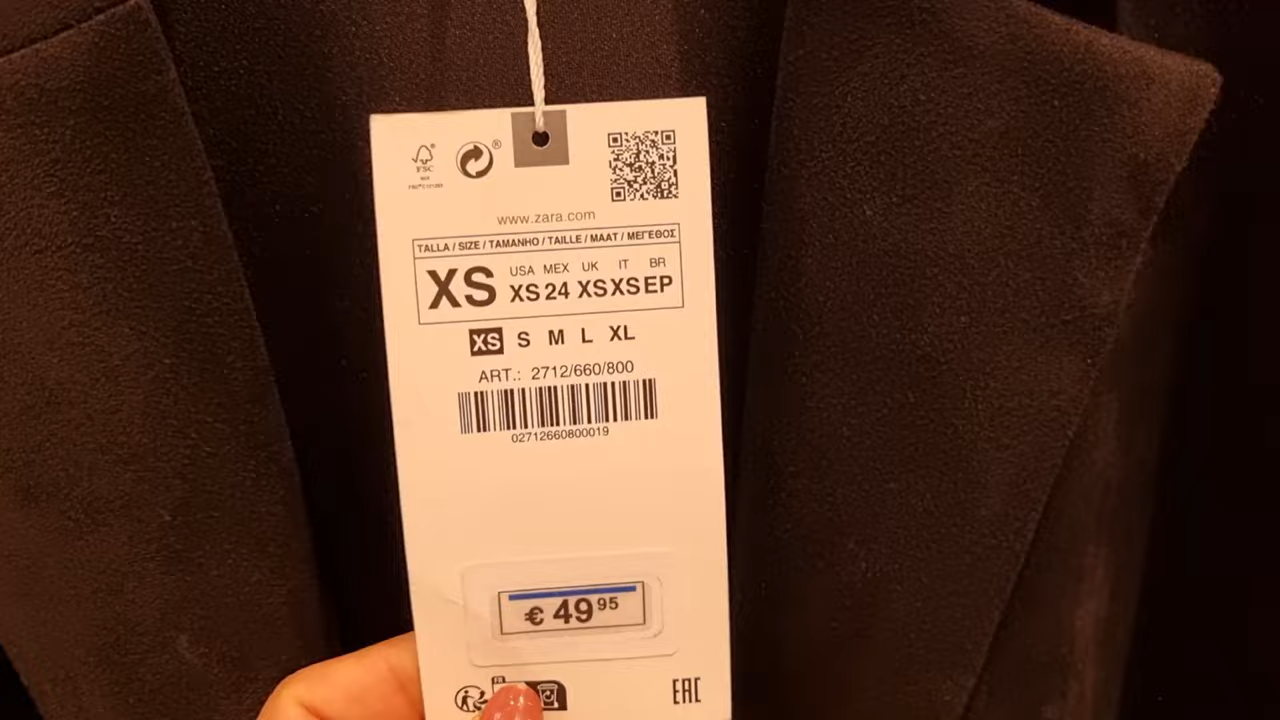 FSC
www.zara.com
TALLA / SIZE / TAMANHO / TAILLE / MAAT / ΜΕΓΕΘΟΣ
XS
USA MEX UK IT BR
XS 24 XS XS EP
XS S M L XL
ART.: 2712/660/800
02712660800019
€ 49 95
FR
EAC